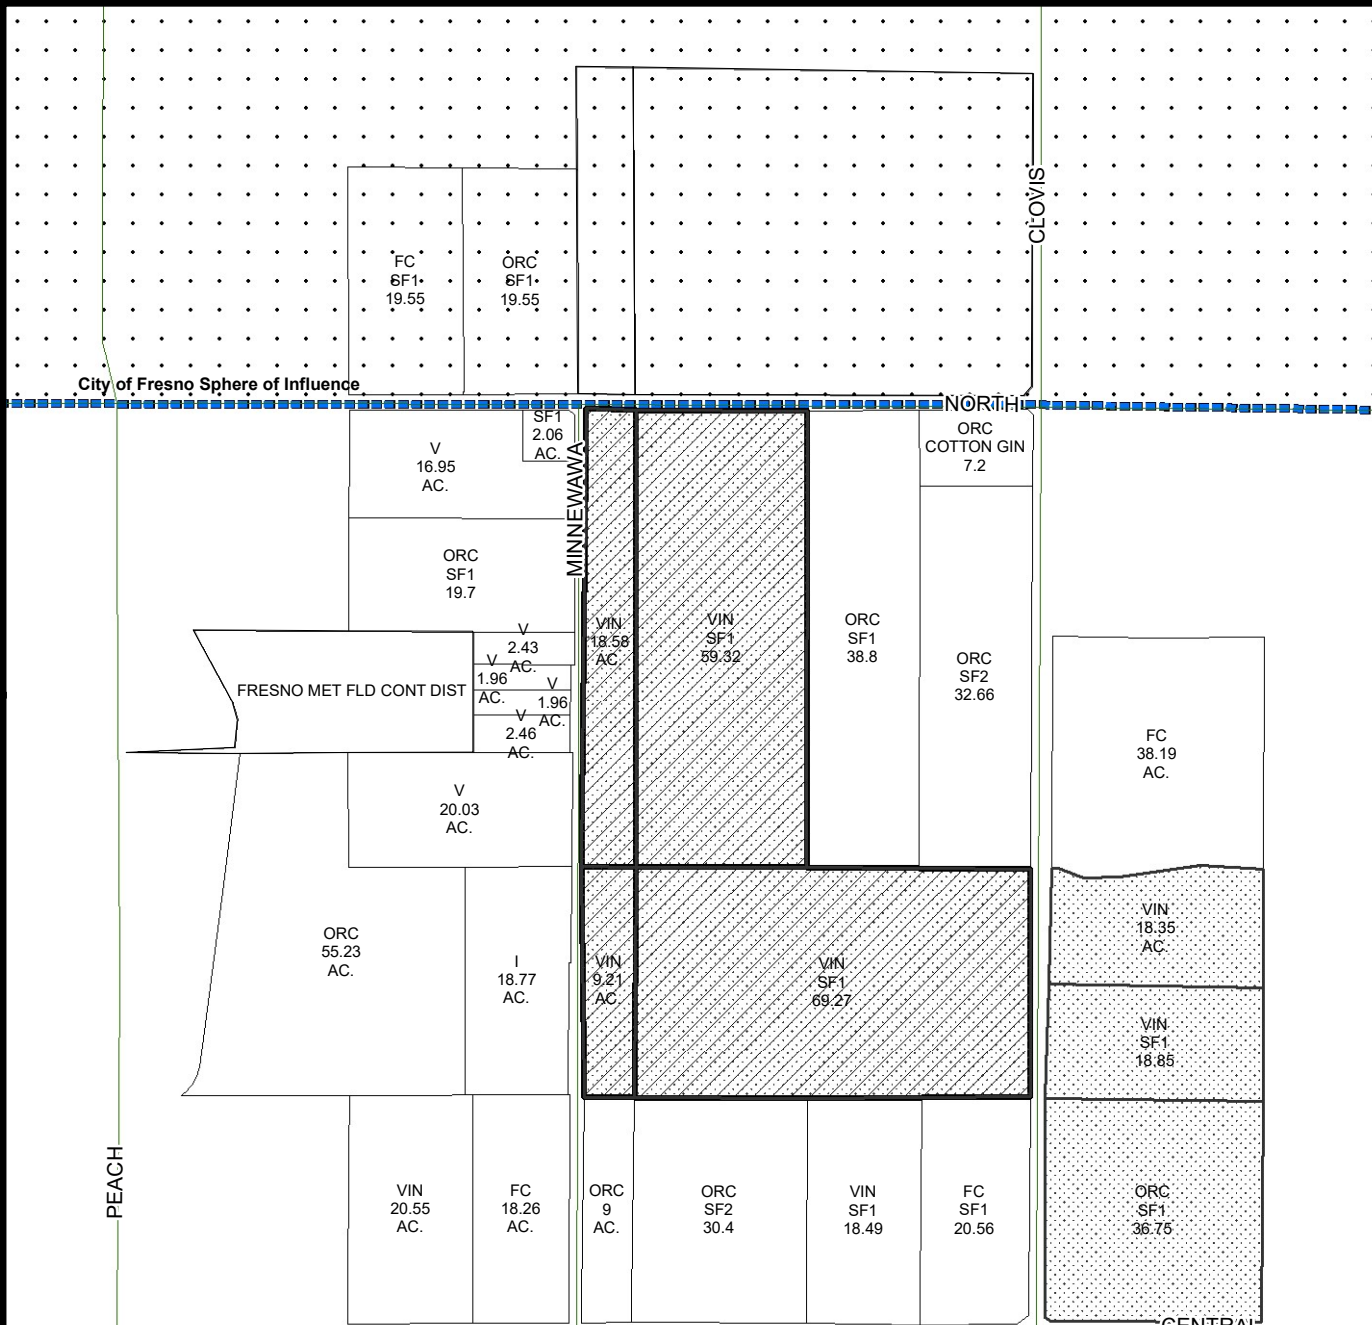 CLOVIS
FC
SF1
19.55
ORC
SF1
19.55
City of Fresno Sphere of Influence
NORTH
SF1
2.06
AC.
V
16.95
AC.
MINNEWAWA
ORC
COTTON GIN
7.2
ORC
SF1
19.7
VIN
18.58
AC.
VIN
SF1
59.32
ORC
SF1
38.8
ORC
SF2
32.66
V
2.43
AC.
V
1.96
AC.
V
1.96
AC.
V
2.46
AC.
FRESNO MET FLD CONT DIST
FC
38.19
AC.
V
20.03
AC.
ORC
55.23
AC.
I
18.77
AC.
VIN
9.21
AC.
VIN
SF1
69.27
VIN
18.35
AC.
VIN
SF1
18.85
PEACH
VIN
20.55
AC.
FC
18.26
AC.
ORC
9
AC.
ORC
SF2
30.4
VIN
SF1
18.49
FC
SF1
20.56
ORC
SF1
36.75
CENTRAL